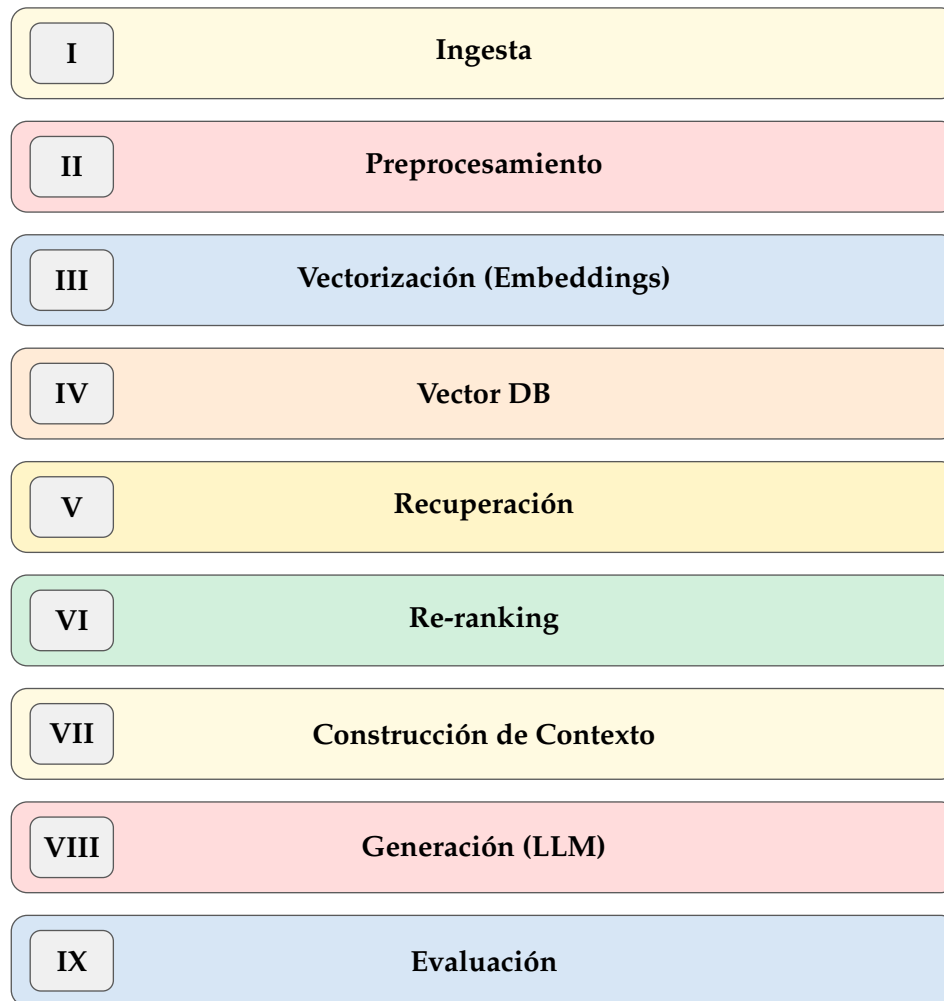 I Ingesta
II Preprocesamiento
III Vectorización (Embeddings)
IV Vector DB
V Recuperación
VI Re-ranking
VII Construcción de Contexto
VIII Generación (LLM)
IX Evaluación